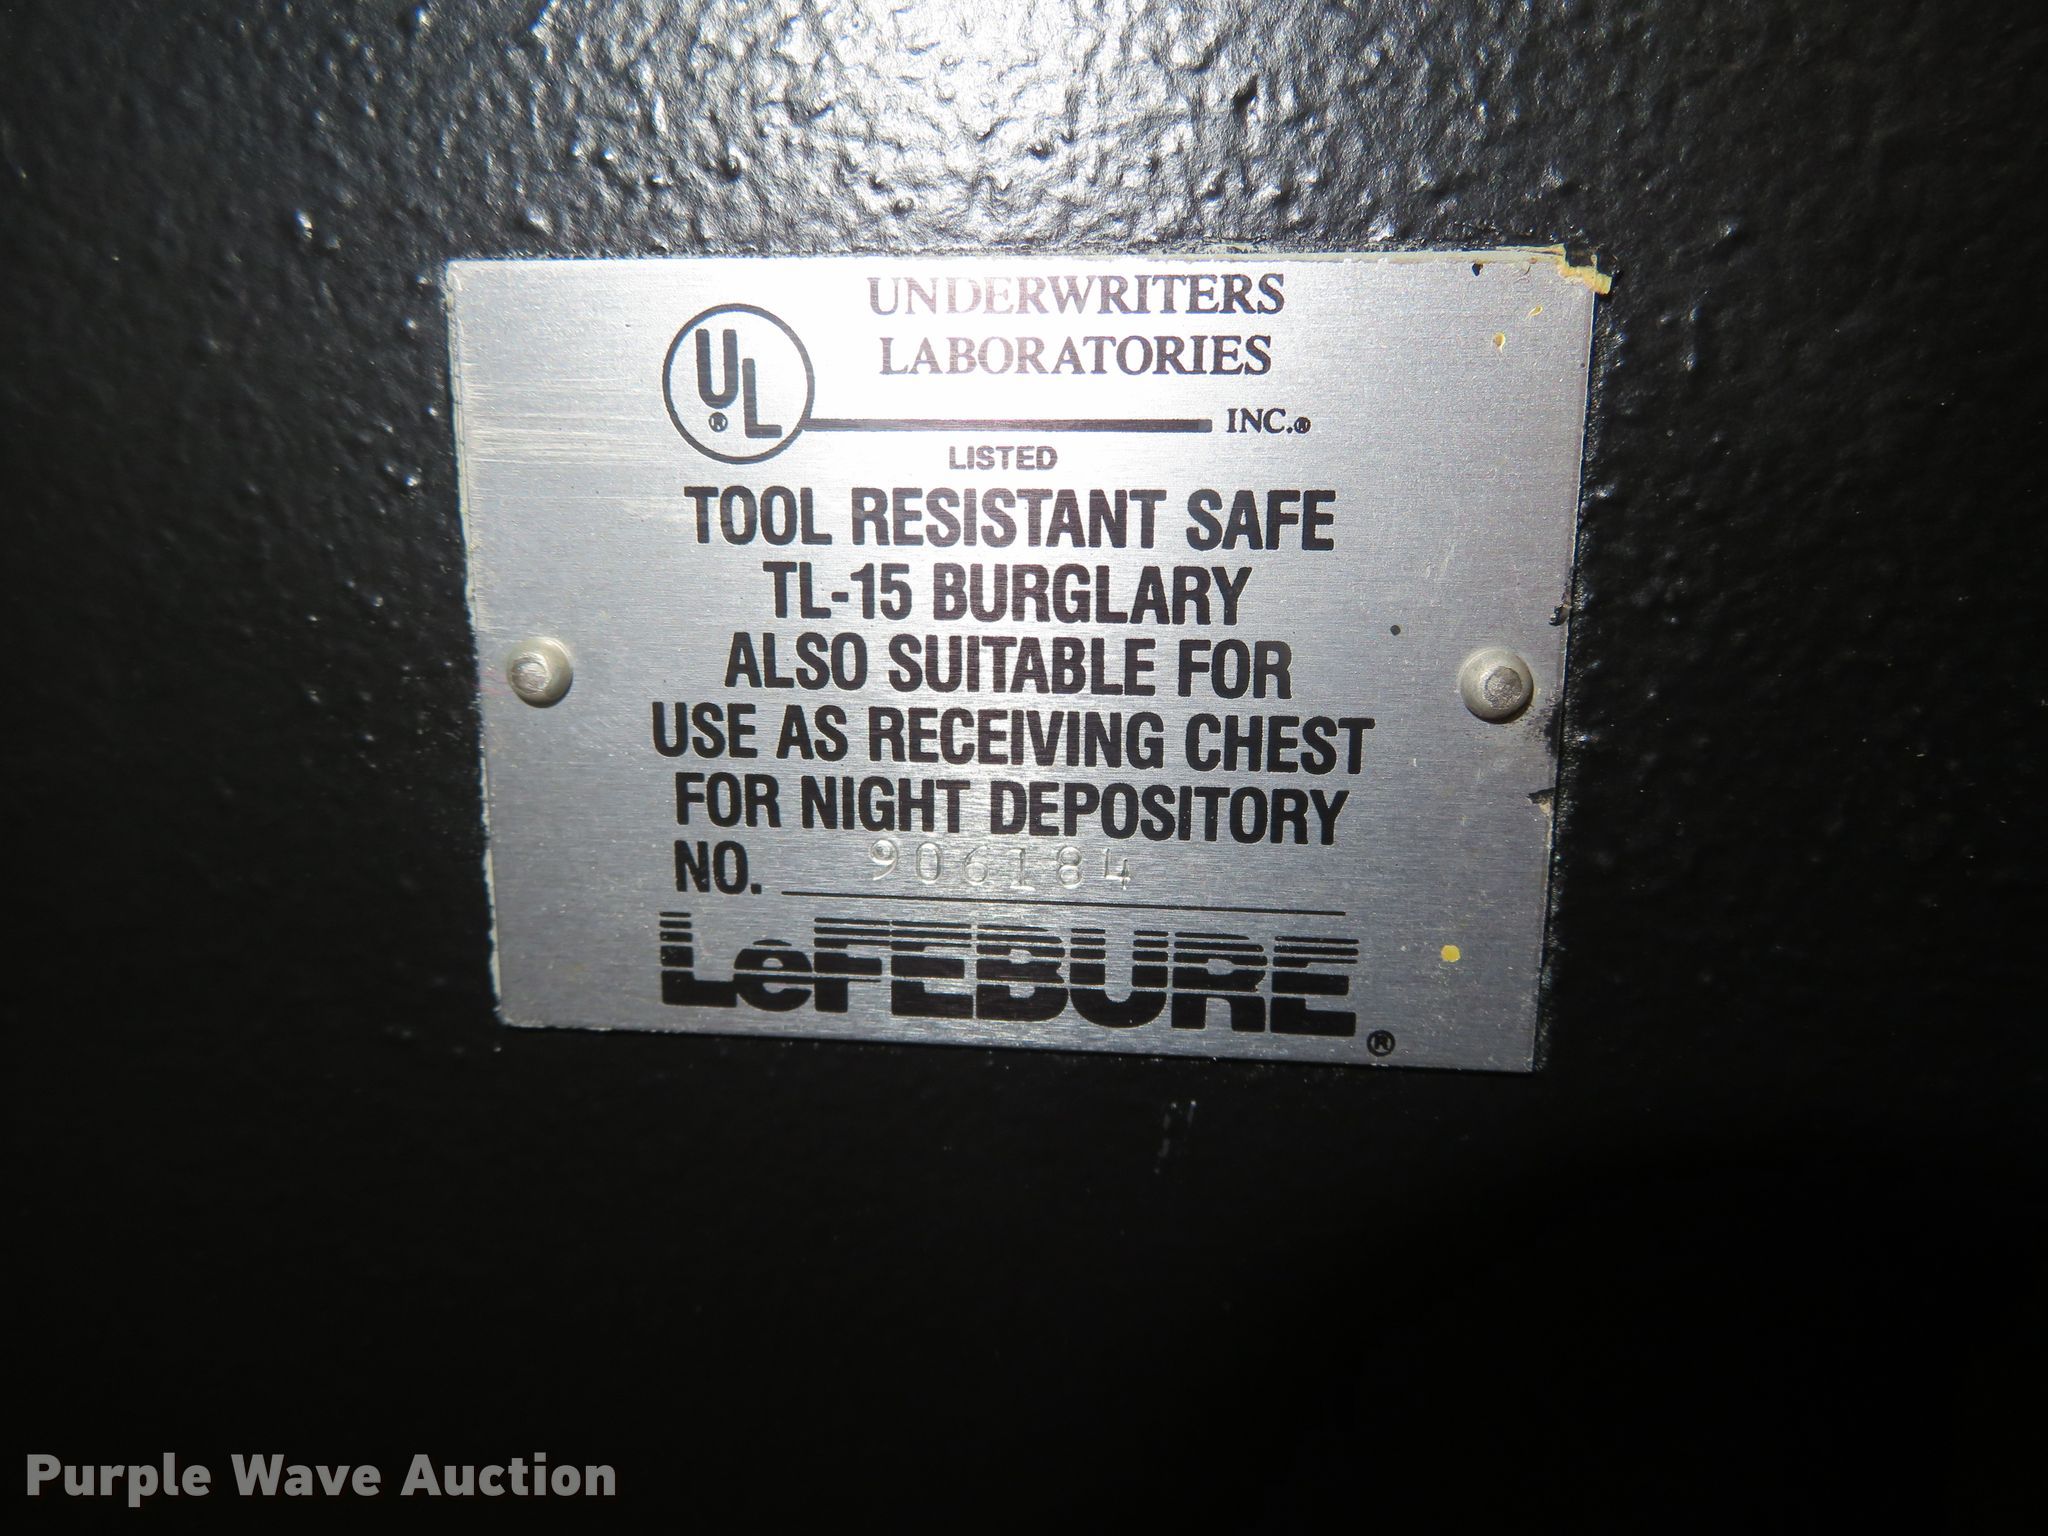 UNDERWRITERS
LABORATORIES
UL ® INC.®
LISTED
TOOL RESISTANT SAFE
TL-15 BURGLARY
ALSO SUITABLE FOR
USE AS RECEIVING CHEST
FOR NIGHT DEPOSITORY
NO. 906184
LeFEBURE ®
Purple Wave Auction